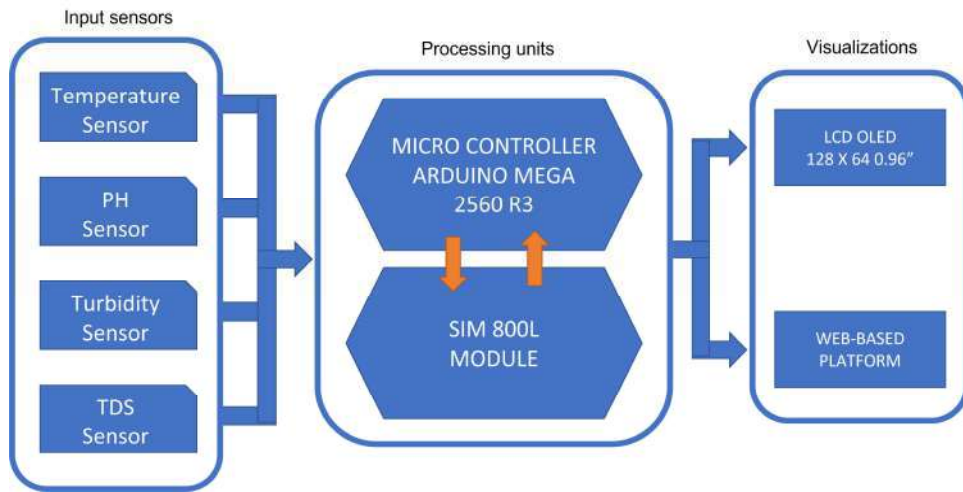 Input sensors
Temperature
Sensor
PH
Sensor
Turbidity
Sensor
TDS
Sensor
Processing units
MICRO CONTROLLER
ARDUINO MEGA
2560 R3
SIM 800L
MODULE
Visualizations
LCD OLED
128 X 64 0.96”
WEB-BASED
PLATFORM